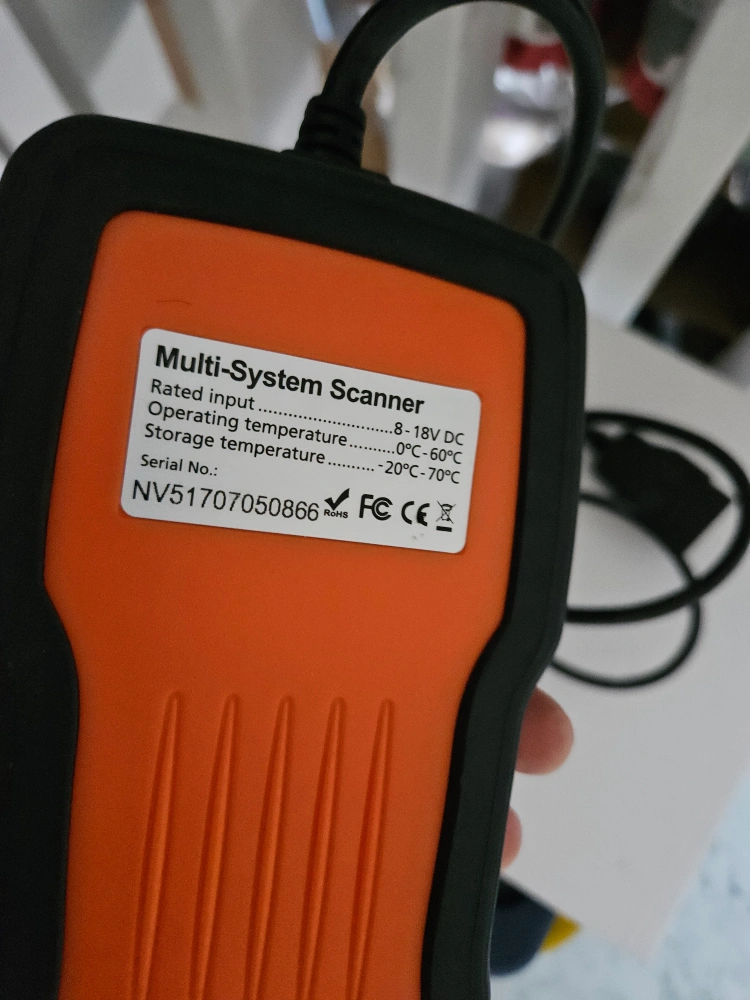 Multi-System Scanner
Rated input..............................8-18V DC
Operating temperature..........0°C-60°C
Storage temperature..........-20°C-70°C
Serial No.:
NV51707050866 RoHS FC CE